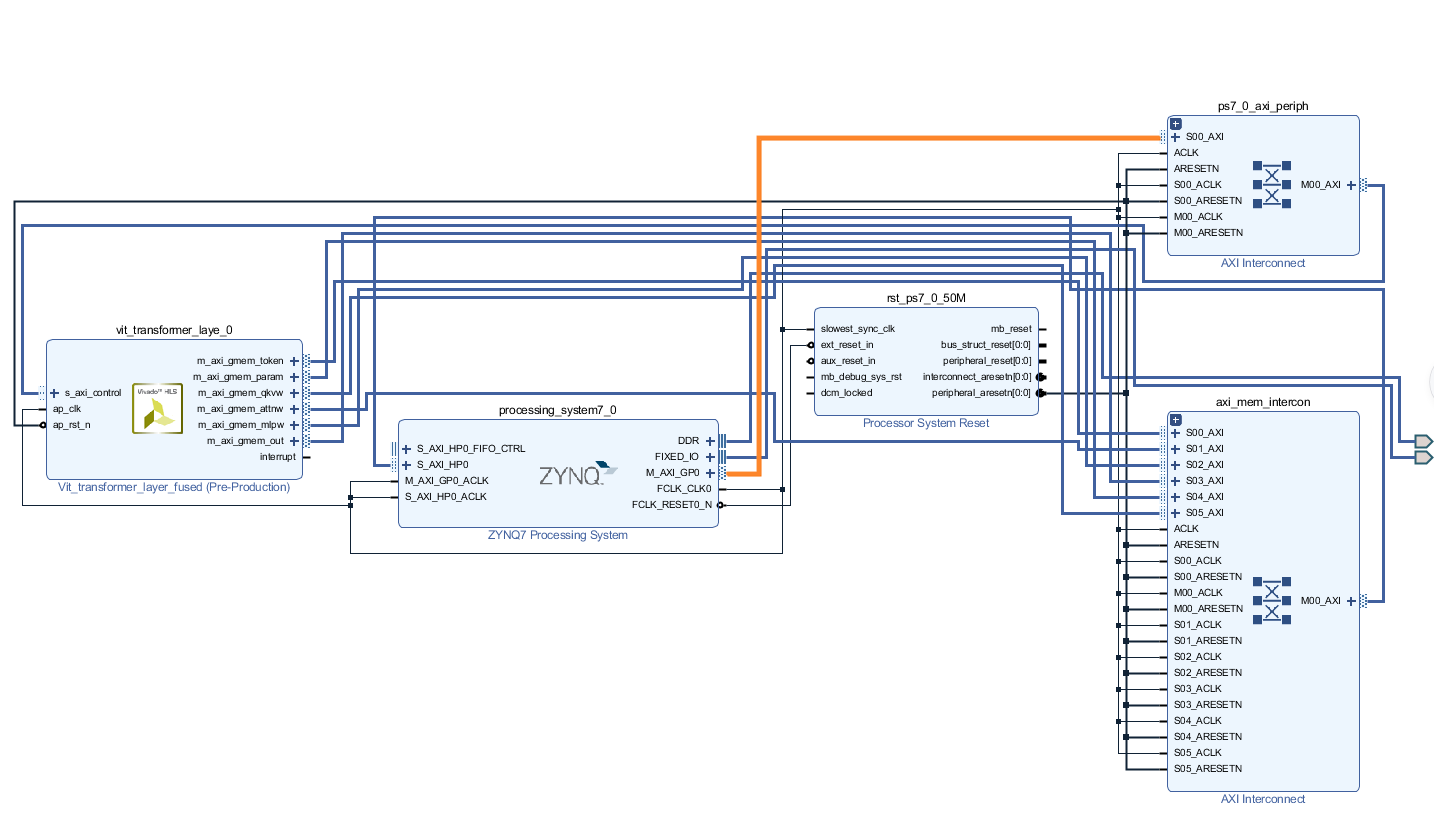 ps7_0_axi_periph
S00_AXI
ACLK
ARESETN
S00_ACLK
M00_AXI
S00_ARESETN
M00_ACLK
M00_ARESETN
AXI Interconnect
rst_ps7_0_50M
slowest_sync_clk
mb_reset
ext_reset_in
bus_struct_reset[0:0]
aux_reset_in
peripheral_reset[0:0]
mb_debug_sys_rst
interconnect_aresetn[0:0]
dcm_locked
peripheral_aresetn[0:0]
Processor System Reset
vit_transformer_laye_0
m_axi_gmem_token
m_axi_gmem_param
s_axi_control
Vivado™ HLS
m_axi_gmem_qkvw
ap_clk
m_axi_gmem_attnw
ap_rst_n
m_axi_gmem_mlpw
m_axi_gmem_out
interrupt
Vit_transformer_layer_fused (Pre-Production)
processing_system7_0
DDR
S_AXI_HP0_FIFO_CTRL
FIXED_IO
S_AXI_HP0
ZYNQ
M_AXI_GP0
M_AXI_GP0_ACLK
FCLK_CLK0
S_AXI_HP0_ACLK
FCLK_RESET0_N
ZYNQ7 Processing System
axi_mem_intercon
S00_AXI
S01_AXI
S02_AXI
S03_AXI
S04_AXI
S05_AXI
ACLK
ARESETN
S00_ACLK
S00_ARESETN
M00_ACLK
M00_AXI
M00_ARESETN
S01_ACLK
S01_ARESETN
S02_ACLK
S02_ARESETN
S03_ACLK
S03_ARESETN
S04_ACLK
S04_ARESETN
S05_ACLK
S05_ARESETN
AXI Interconnect